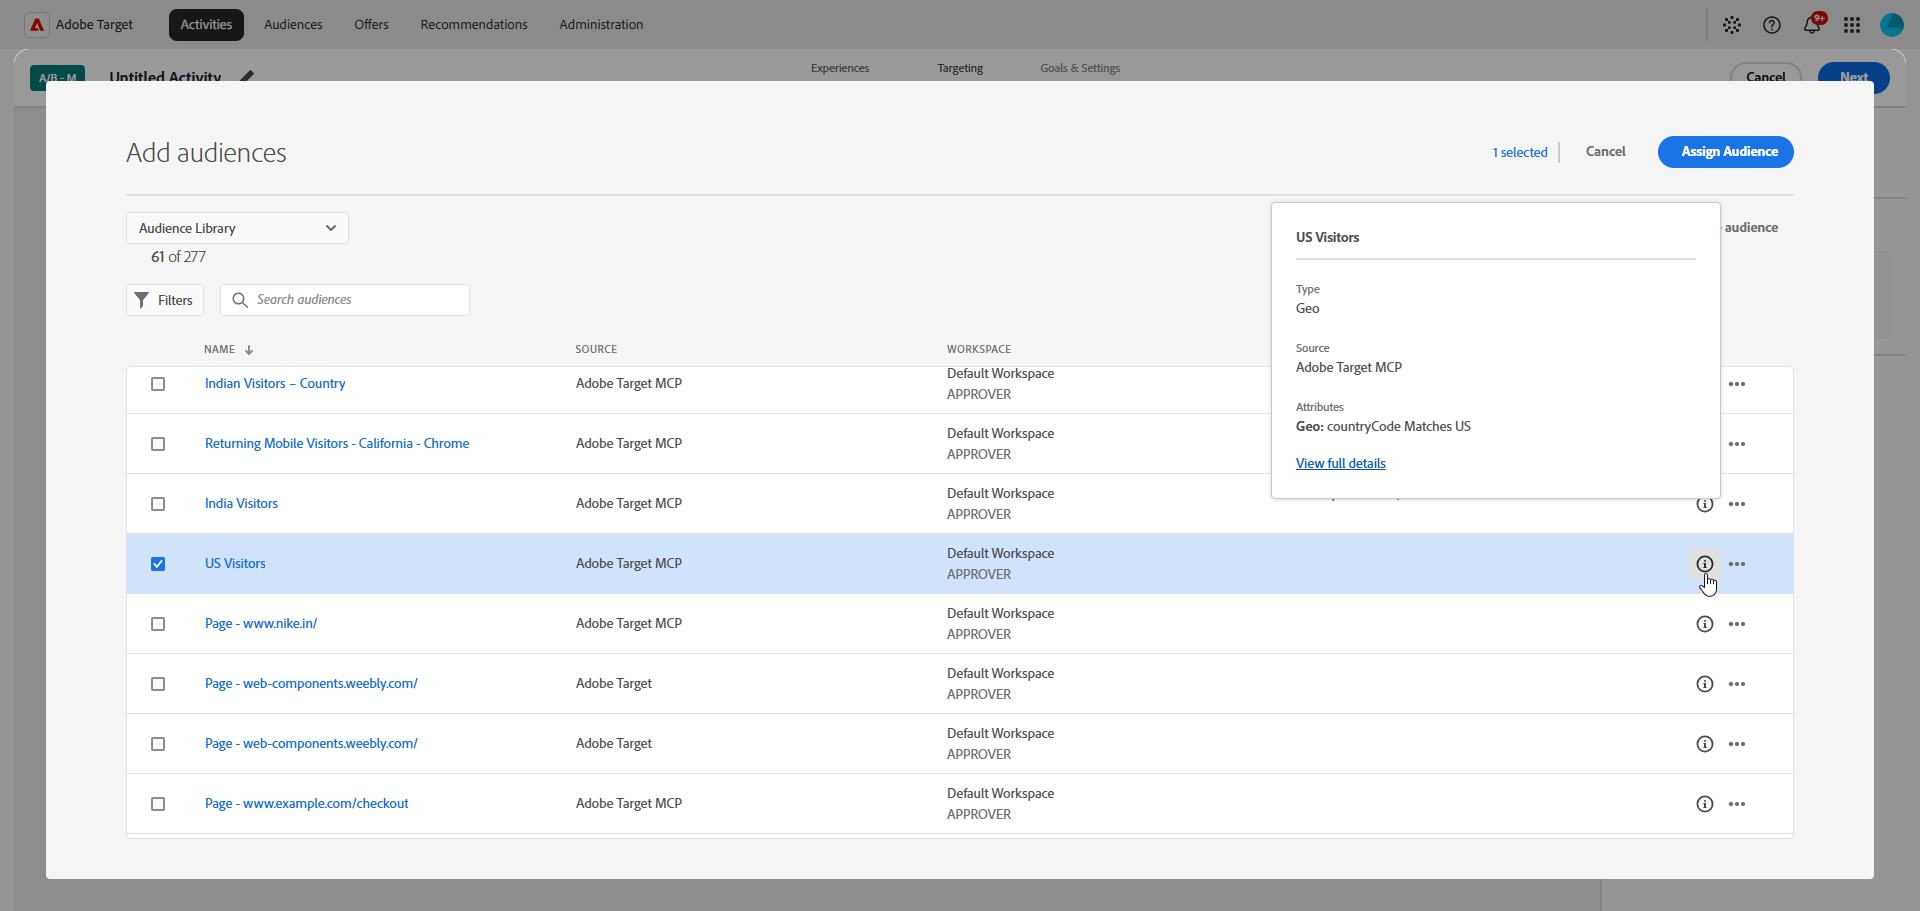 Adobe Target
Activities
Audiences
Offers
Recommendations
Administration
9+
A/B - M
Untitled Activity
Experiences
Targeting
Goals & Settings
Cancel
Next
Add audiences
1 selected
Cancel
Assign Audience
Audience Library
61 of 277
audience
Filters
Search audiences
US Visitors
Type
Geo
Source
Adobe Target MCP
Attributes
Geo: countryCode Matches US
View full details
NAME
SOURCE
WORKSPACE
Indian Visitors – Country
Adobe Target MCP
Default Workspace
APPROVER
Returning Mobile Visitors - California - Chrome
Adobe Target MCP
Default Workspace
APPROVER
India Visitors
Adobe Target MCP
Default Workspace
APPROVER
US Visitors
Adobe Target MCP
Default Workspace
APPROVER
Page - www.nike.in/
Adobe Target MCP
Default Workspace
APPROVER
Page - web-components.weebly.com/
Adobe Target
Default Workspace
APPROVER
Page - web-components.weebly.com/
Adobe Target
Default Workspace
APPROVER
Page - www.example.com/checkout
Adobe Target MCP
Default Workspace
APPROVER